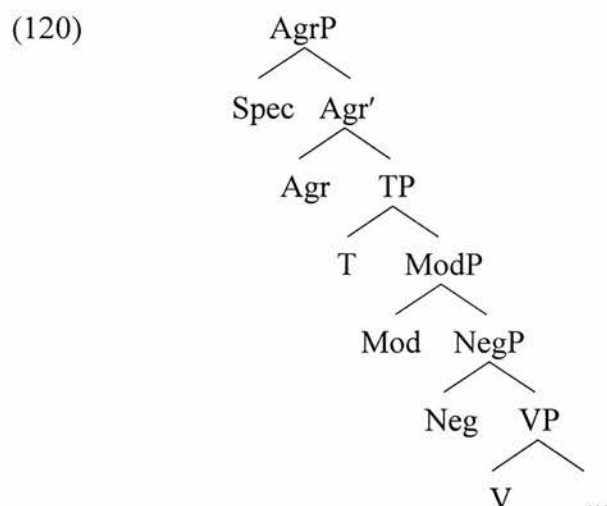 (120) AgrP
Spec Agr′
Agr TP
T ModP
Mod NegP
Neg VP
V ...